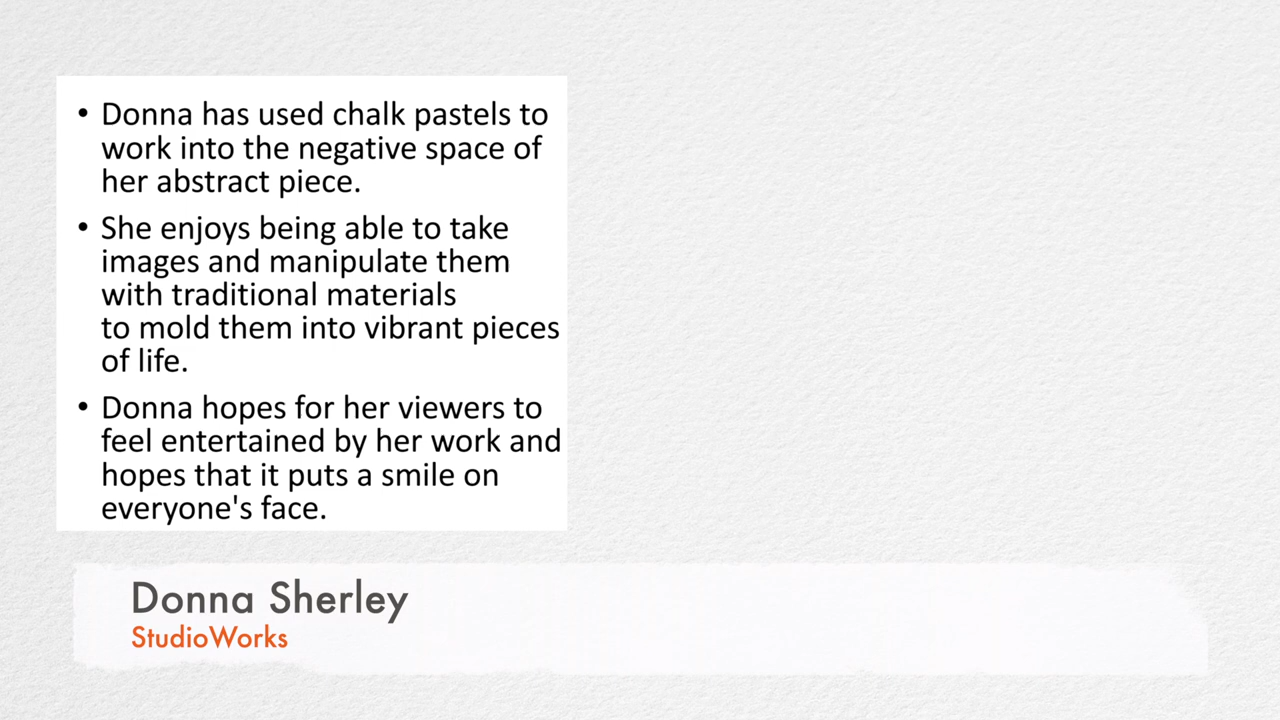 • Donna has used chalk pastels to
work into the negative space of
her abstract piece.
• She enjoys being able to take
images and manipulate them
with traditional materials
to mold them into vibrant pieces
of life.
• Donna hopes for her viewers to
feel entertained by her work and
hopes that it puts a smile on
everyone's face.
Donna Sherley
StudioWorks